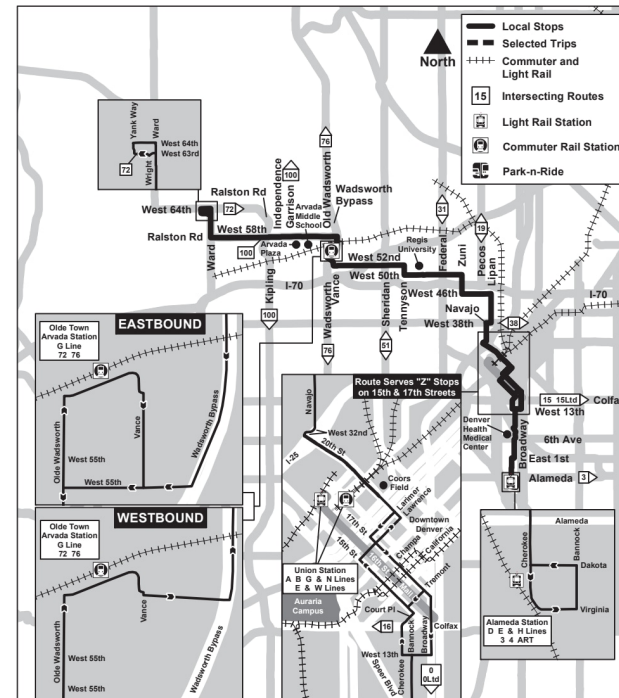 Local Stops
Selected Trips
Commuter and
Light Rail
15 Intersecting Routes
Light Rail Station
Commuter Rail Station
Park-n-Ride
North
Yank Way
Ward
West 64th
West 63rd
72
Wright
West 64th
72
Ralston Rd
Ralston Rd
West 58th
Independence
Garrison
100
Arvada
Middle
School
Old Wadsworth
76
Wadsworth
Bypass
100
Arvada
Plaza
Ward
I-70
Kipling
100
Wadsworth
Vance
76
West 52nd
West 50th
Regis
University
Sheridan
Tennyson
51
31
Federal
Zuni
19
Pecos
Lipan
West 46th
I-70
Navajo
West 38th
38
15 15Ltd
Colfa
West 13th
Denver
Health
Medical
Center
Broadway
6th Ave
East 1st
Alameda
3
EASTBOUND
Olde Town
Arvada Station
G Line
72 76
Olde Wadsworth
Vance
Wadsworth Bypass
West 55th
West 55th
WESTBOUND
Olde Town
Arvada Station
G Line
72 76
Olde Wadsworth
Vance
Wadsworth Bypass
West 55th
West 55th
Route Serves "Z" Stops
on 15th & 17th Streets
Navajo
West 32nd
I-25
20th St
Coors
Field
Larimer
Lawrence
17th St
15th St
Downtown
Denver
Champa
California
Union Station
A B G & N Lines
E & W Lines
Auraria
Campus
Tremont
Court Pl
16
Colfax
Bannock
Broadway
West 13th
Speer Blvd
Cherokee
0
0Ltd
Alameda
Cherokee
Bannock
Dakota
Virginia
Alameda Station
D E & H Lines
3 4 ART